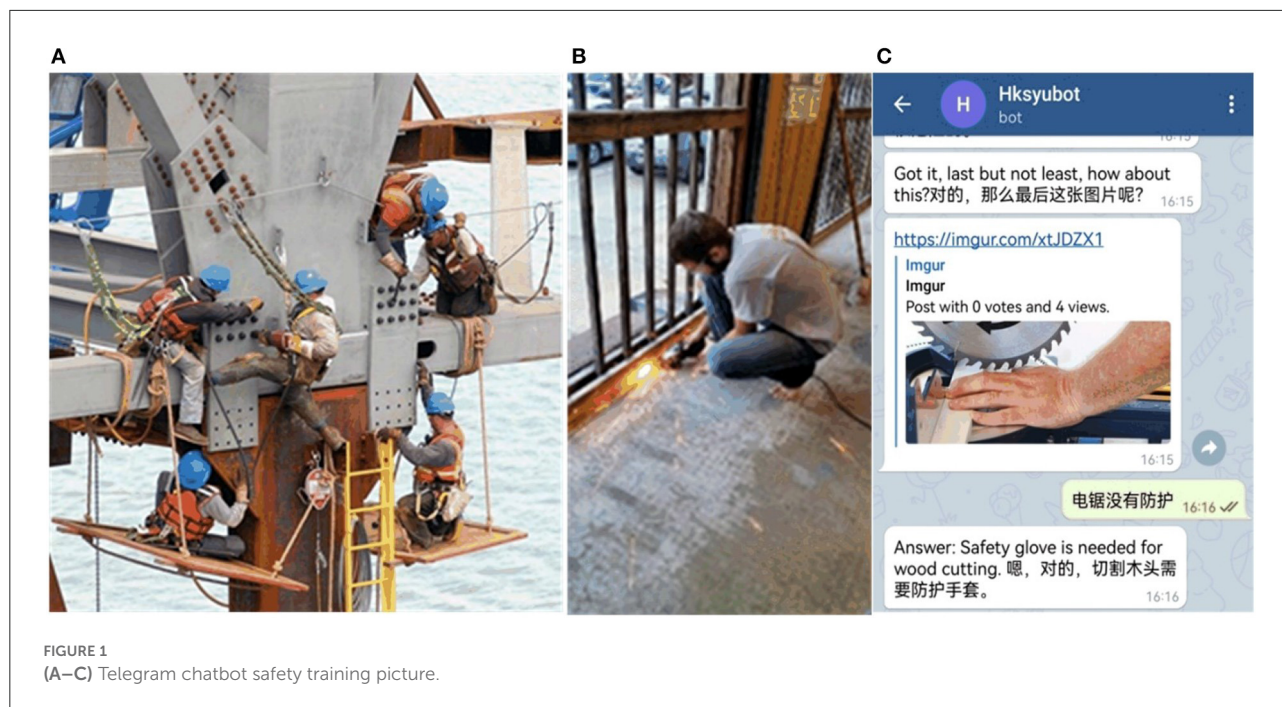 A
B
C
H
Hksyubot
bot
16:15
Got it, last but not least, how about
this?对的，那么最后这张图片呢？
16:15
https://imgur.com/xtJDZX1
Imgur
Imgur
Post with 0 votes and 4 views.
16:15
电锯没有防护 16:16
Answer: Safety glove is needed for
wood cutting. 嗯，对的，切割木头需
要防护手套。
16:16
FIGURE 1
(A–C) Telegram chatbot safety training picture.